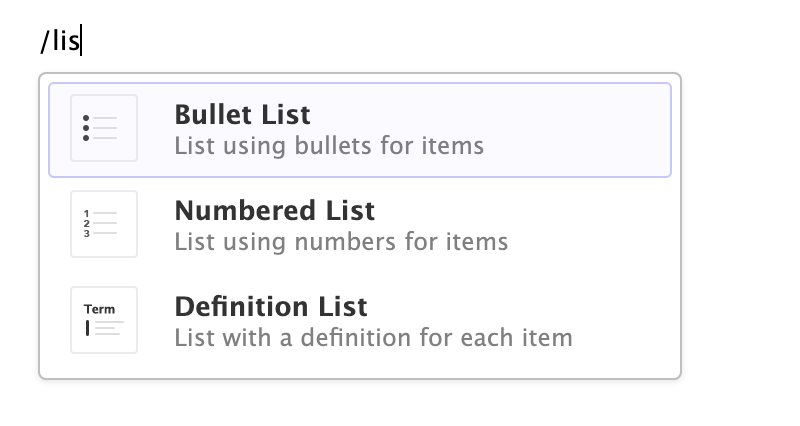 /lis
Bullet List
List using bullets for items
1
2
3
Numbered List
List using numbers for items
Term
Definition List
List with a definition for each item